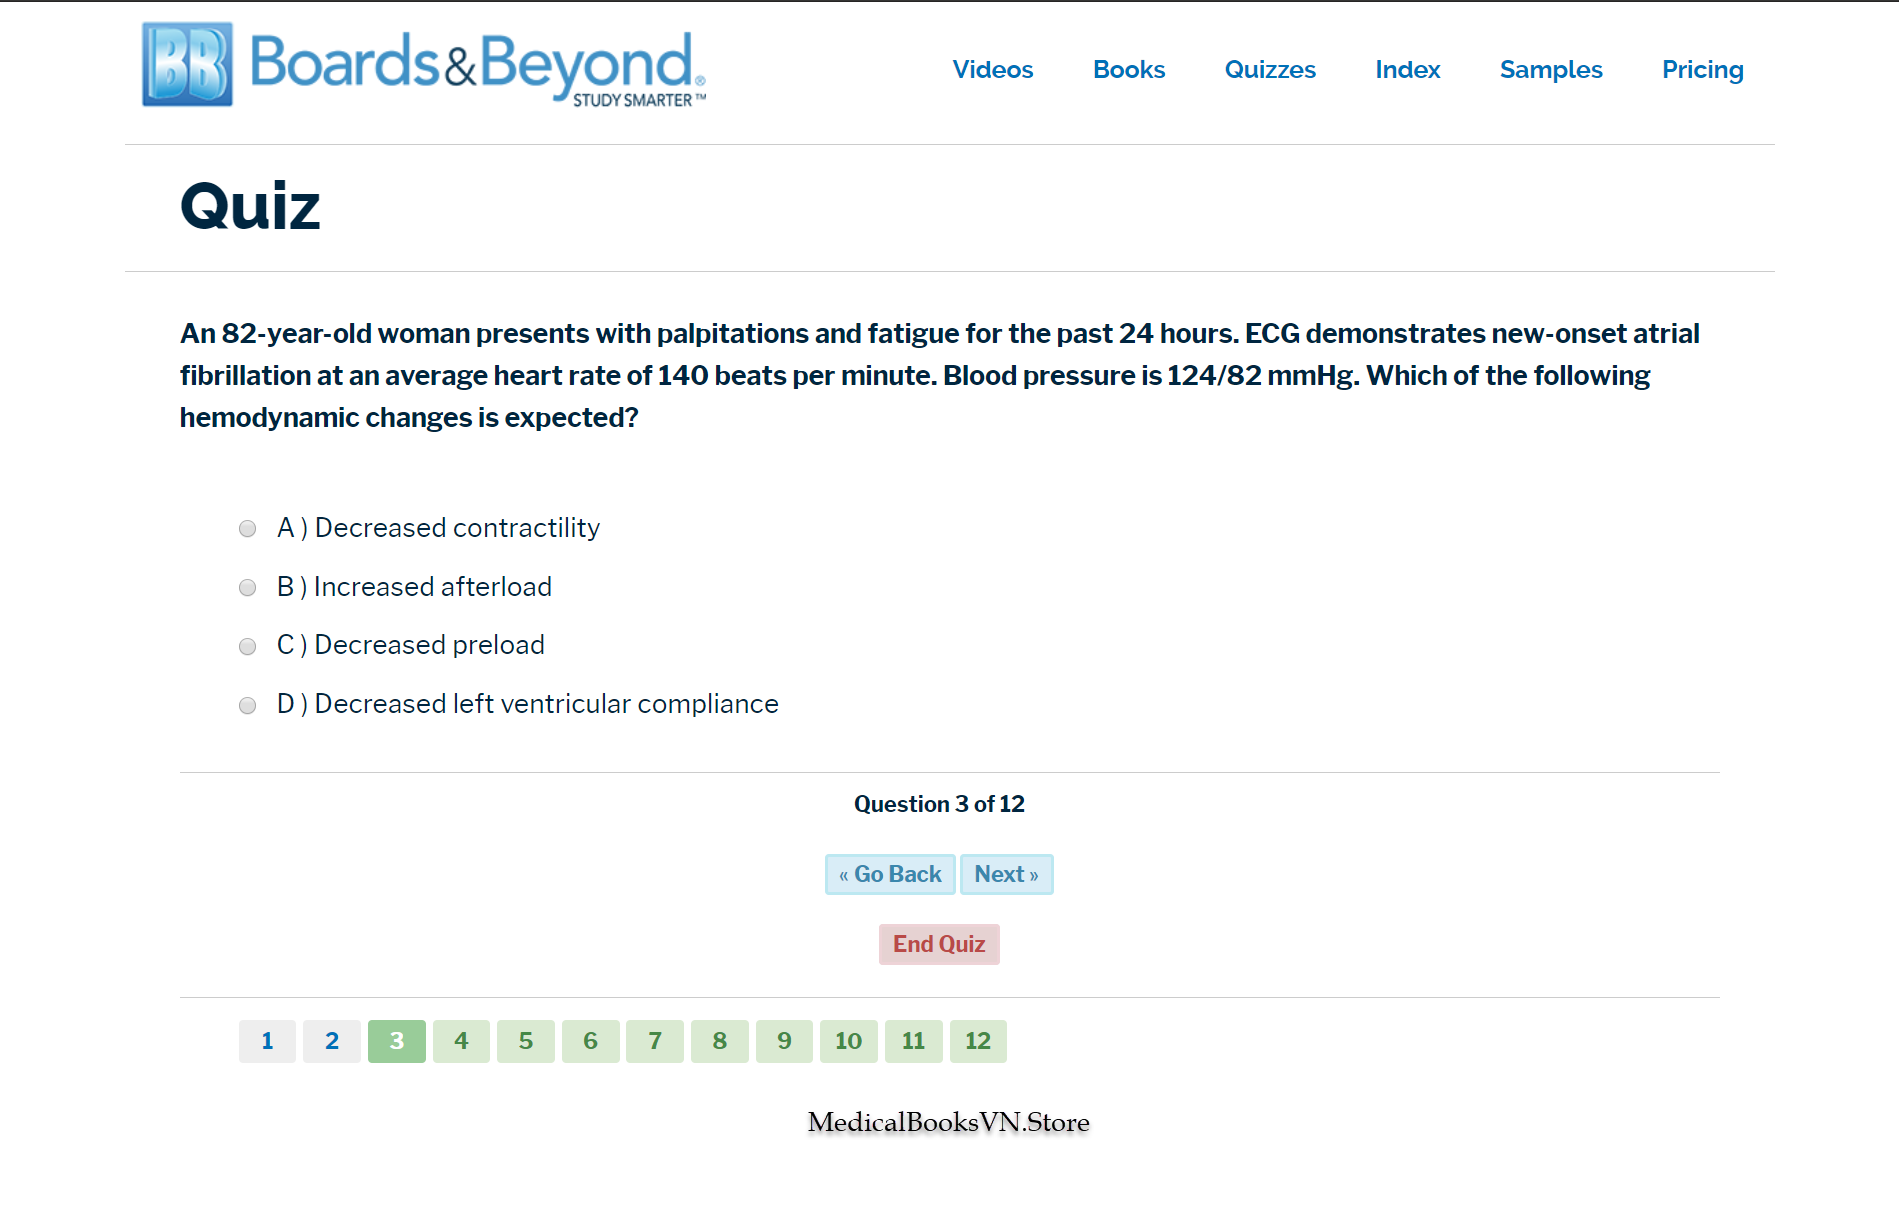 BB Boards&Beyond®
STUDY SMARTER™
Videos Books Quizzes Index Samples Pricing
Quiz
An 82-year-old woman presents with palpitations and fatigue for the past 24 hours. ECG demonstrates new-onset atrial
fibrillation at an average heart rate of 140 beats per minute. Blood pressure is 124/82 mmHg. Which of the following
hemodynamic changes is expected?
A ) Decreased contractility
B ) Increased afterload
C ) Decreased preload
D ) Decreased left ventricular compliance
Question 3 of 12
« Go Back Next »
End Quiz
1 2 3 4 5 6 7 8 9 10 11 12
MedicalBooksVN.Store